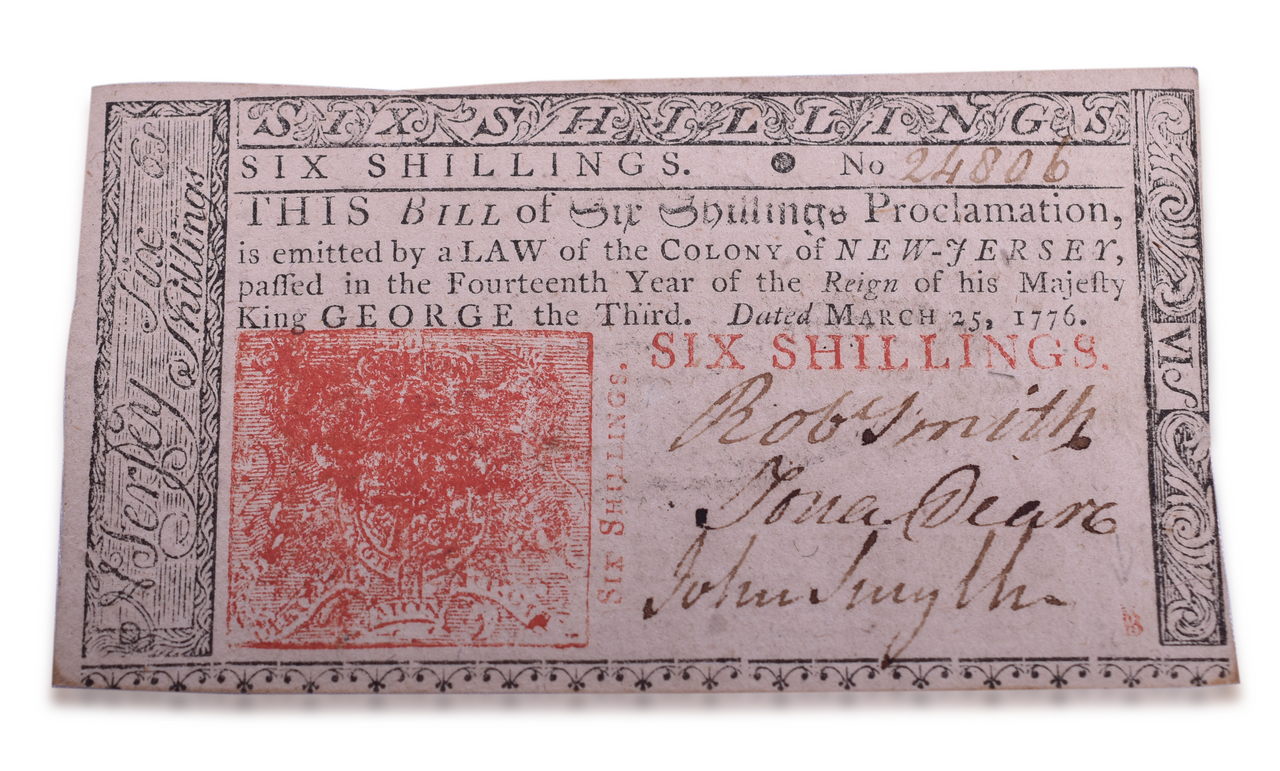 SIX SHILLINGS
SIX SHILLINGS. No 24806
THIS BILL of Six Shillings Proclamation,
is emitted by a LAW of the COLONY of NEW-JERSEY,
paſſed in the Fourteenth Year of the Reign of his Majeſty
King GEORGE the Third. Dated MARCH 25, 1776.
SIX SHILLINGS.
SIX SHILLINGS.
Robt Smith
Jona. Deare
John Smyth
B
N Jerſey Six
Shillings
VIS